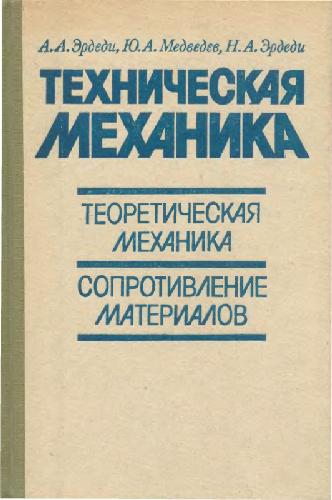 А.А.Эрдеди, Ю.А.Медведев, Н.А.Эрдеди
ТЕХНИЧЕСКАЯ
МЕХАНИКА
ТЕОРЕТИЧЕСКАЯ
МЕХАНИКА
СОПРОТИВЛЕНИЕ
МАТЕРИАЛОВ